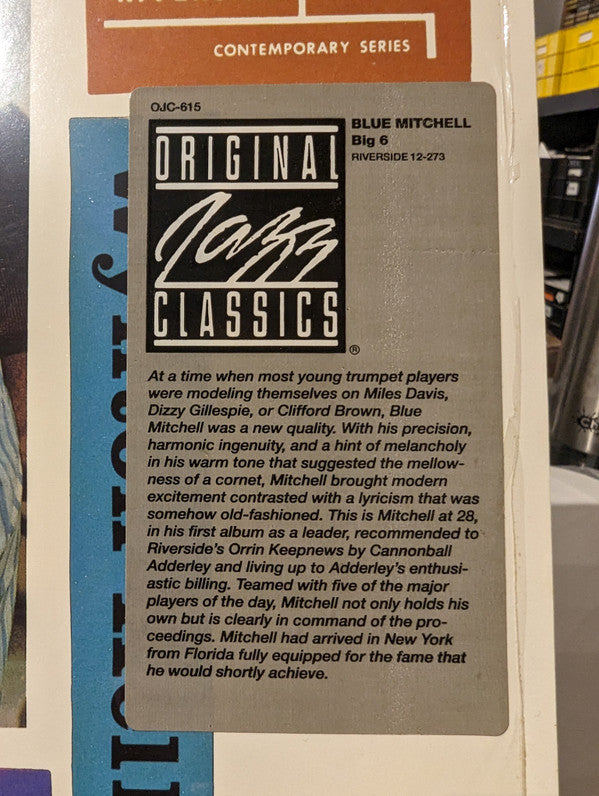 CONTEMPORARY SERIES
OJC-615
ORIGINAL
Jazz
CLASSICS
®
BLUE MITCHELL
Big 6
RIVERSIDE 12-273
At a time when most young trumpet players
were modeling themselves on Miles Davis,
Dizzy Gillespie, or Clifford Brown, Blue
Mitchell was a new quality. With his precision,
harmonic ingenuity, and a hint of melancholy
in his warm tone that suggested the mellow-
ness of a cornet, Mitchell brought modern
excitement contrasted with a lyricism that was
somehow old-fashioned. This is Mitchell at 28,
in his first album as a leader, recommended to
Riverside's Orrin Keepnews by Cannonball
Adderley and living up to Adderley's enthusi-
astic billing. Teamed with five of the major
players of the day, Mitchell not only holds his
own but is clearly in command of the pro-
ceedings. Mitchell had arrived in New York
from Florida fully equipped for the fame that
he would shortly achieve.